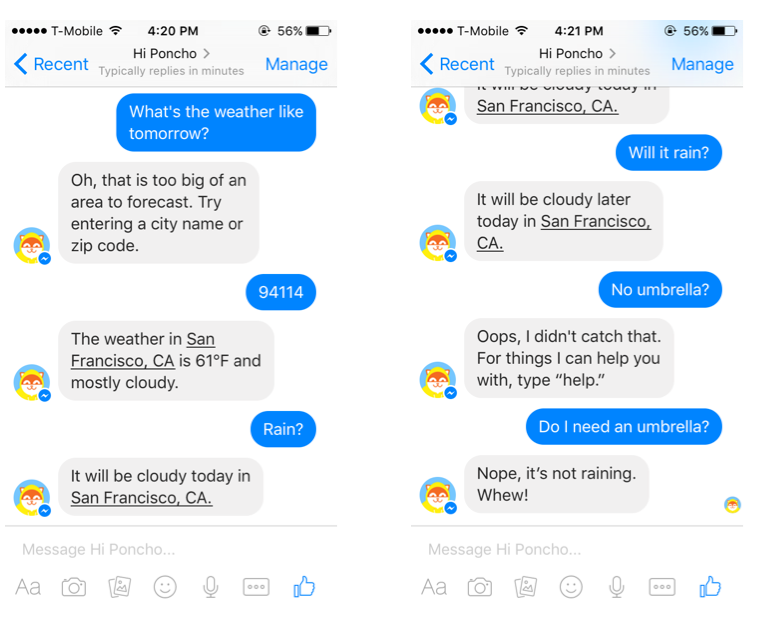 T-Mobile 4:20 PM 56%
Recent Hi Poncho Manage
Typically replies in minutes
What's the weather like
tomorrow?
Oh, that is too big of an
area to forecast. Try
entering a city name or
zip code.
94114
The weather in San
Francisco, CA is 61°F and
mostly cloudy.
Rain?
It will be cloudy today in
San Francisco, CA.
Message Hi Poncho...
Aa
T-Mobile 4:21 PM 56%
Recent Hi Poncho Manage
Typically replies in minutes
It will be cloudy today in
San Francisco, CA.
Will it rain?
It will be cloudy later
today in San Francisco,
CA.
No umbrella?
Oops, I didn't catch that.
For things I can help you
with, type “help.”
Do I need an umbrella?
Nope, it’s not raining.
Whew!
Message Hi Poncho...
Aa